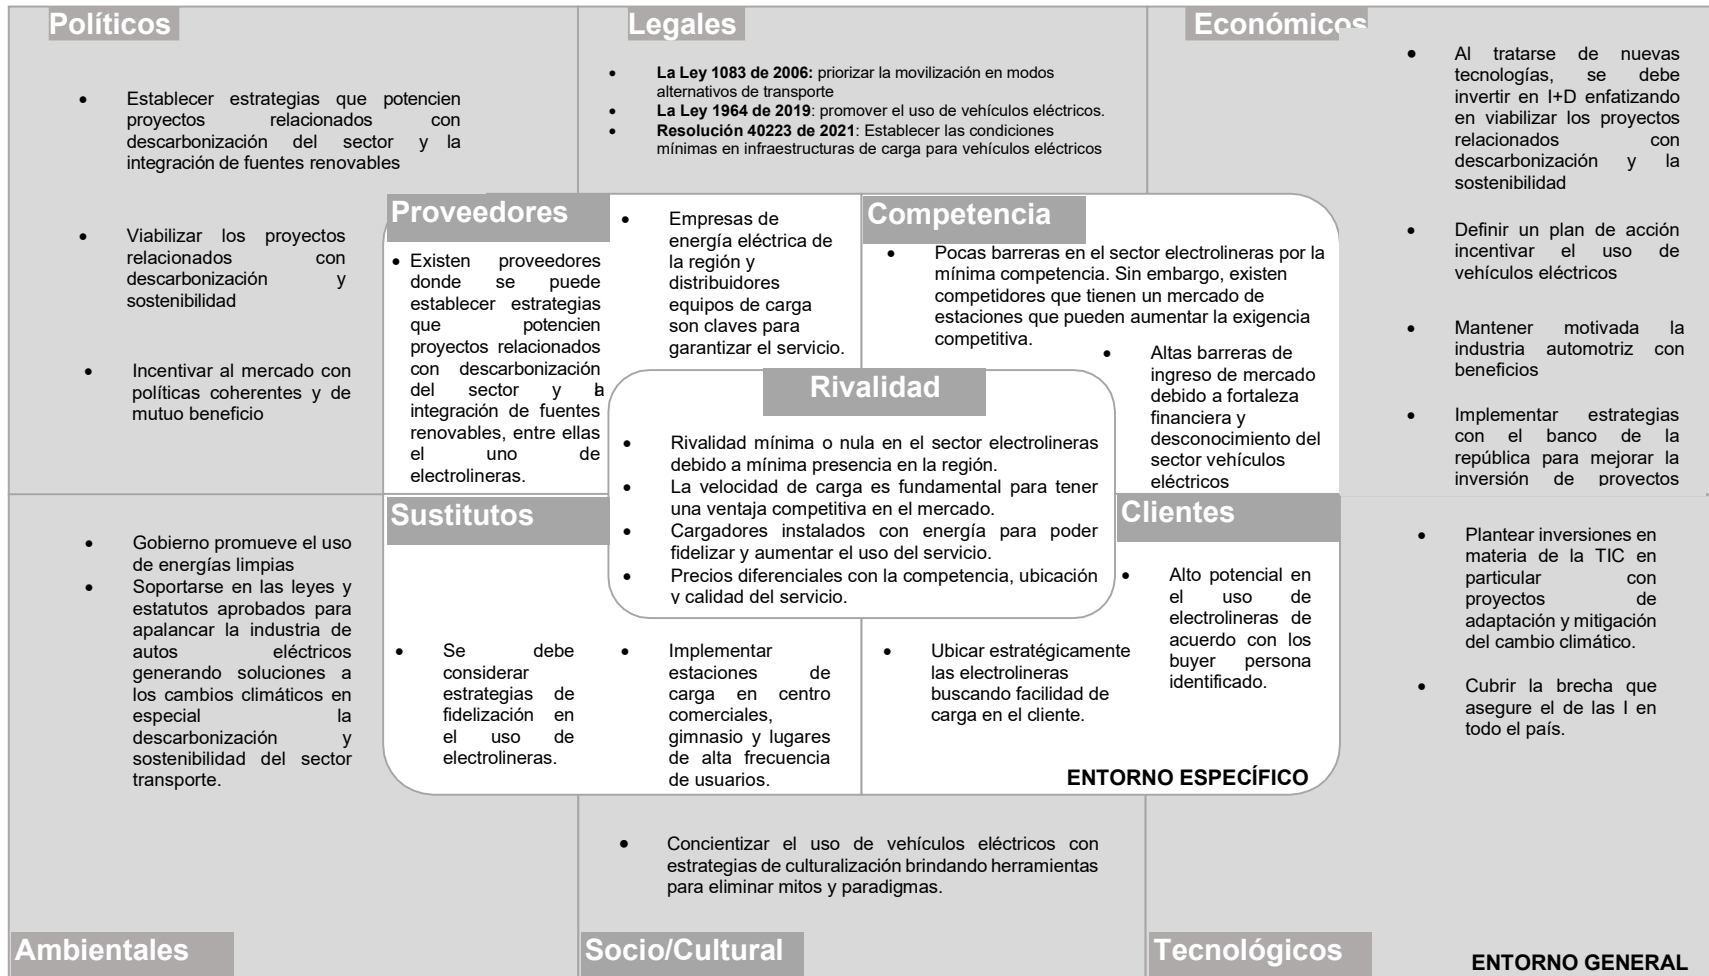 Políticos
Establecer estrategias que potencien
proyectos relacionados con
descarbonización del sector y la
integración de fuentes renovables
Viabilizar los proyectos
relacionados con
descarbonización y
sostenibilidad
Incentivar al mercado con
políticas coherentes y de
mutuo beneficio
Legales
La Ley 1083 de 2006: priorizar la movilización en modos
alternativos de transporte
La Ley 1964 de 2019: promover el uso de vehículos eléctricos.
Resolución 40223 de 2021: Establecer las condiciones
mínimas en infraestructuras de carga para vehículos eléctricos
Económicos
Al tratarse de nuevas
tecnologías, se debe
invertir en I+D enfatizando
en viabilizar los proyectos
relacionados con
descarbonización y la
sostenibilidad
Definir un plan de acción
incentivar el uso de
vehículos eléctricos
Mantener motivada la
industria automotriz con
beneficios
Implementar estrategias
con el banco de la
república para mejorar la
inversión de proyectos
Proveedores
Existen proveedores
donde se puede
establecer estrategias
que potencien
proyectos relacionados
con descarbonización
del sector y la
integración de fuentes
renovables, entre ellas
el uno de
electrolineras.
Empresas de
energía eléctrica de
la región y
distribuidores
equipos de carga
son claves para
garantizar el servicio.
Competencia
Pocas barreras en el sector electrolineras por la
mínima competencia. Sin embargo, existen
competidores que tienen un mercado de
estaciones que pueden aumentar la exigencia
competitiva.
Altas barreras de
ingreso de mercado
debido a fortaleza
financiera y
desconocimiento del
sector vehículos
eléctricos
Rivalidad
Rivalidad mínima o nula en el sector electrolineras
debido a mínima presencia en la región.
La velocidad de carga es fundamental para tener
una ventaja competitiva en el mercado.
Cargadores instalados con energía para poder
fidelizar y aumentar el uso del servicio.
Precios diferenciales con la competencia, ubicación
y calidad del servicio.
Sustitutos
Se debe
considerar
estrategias de
fidelización en
el uso de
electrolineras.
Implementar
estaciones de
carga en centro
comerciales,
gimnasio y lugares
de alta frecuencia
de usuarios.
Clientes
Ubicar estratégicamente
las electrolineras
buscando facilidad de
carga en el cliente.
Alto potencial en
el uso de
electrolineras de
acuerdo con los
buyer persona
identificado.
ENTORNO ESPECÍFICO
Gobierno promueve el uso
de energías limpias
Soportarse en las leyes y
estatutos aprobados para
apalancar la industria de
autos eléctricos
generando soluciones a
los cambios climáticos en
especial la
descarbonización y
sostenibilidad del sector
transporte.
Ambientales
Concientizar el uso de vehículos eléctricos con
estrategias de culturalización brindando herramientas
para eliminar mitos y paradigmas.
Socio/Cultural
Plantear inversiones en
materia de la TIC en
particular con
proyectos de
adaptación y mitigación
del cambio climático.
Cubrir la brecha que
asegure el de las I en
todo el país.
Tecnológicos
ENTORNO GENERAL